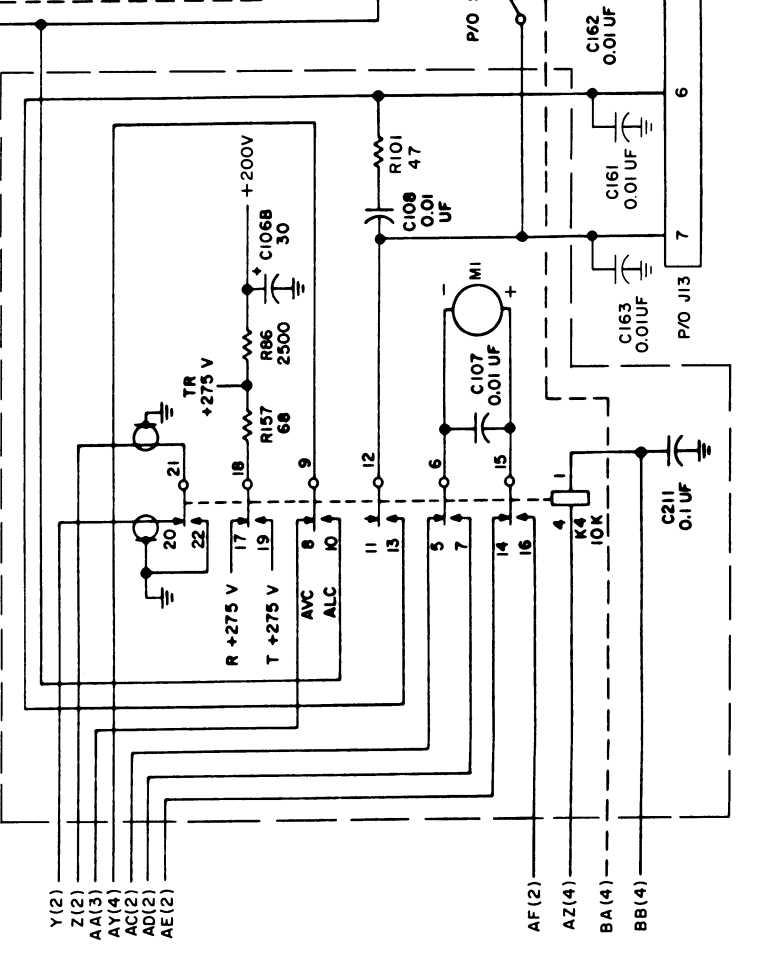 P/O
C162
0.01 UF
6
C161
0.01 UF
7
C163
0.01UF
P/O J13
R101
47
C108
0.01
UF
+200V
C106B
30
+
R86
2500
TR
+275 V
R157
68
M1
-
+
C107
0.01 UF
21
18
9
12
6
15
1
20
22
17
19
8
10
11
13
5
7
14
16
4
K4
10K
C211
0.1 UF
R +275 V
T +275 V
AVC
ALC
Y(2)
Z(2)
AA(3)
AY(4)
AC(2)
AD(2)
AE(2)
AF(2)
AZ(4)
BA(4)
BB(4)